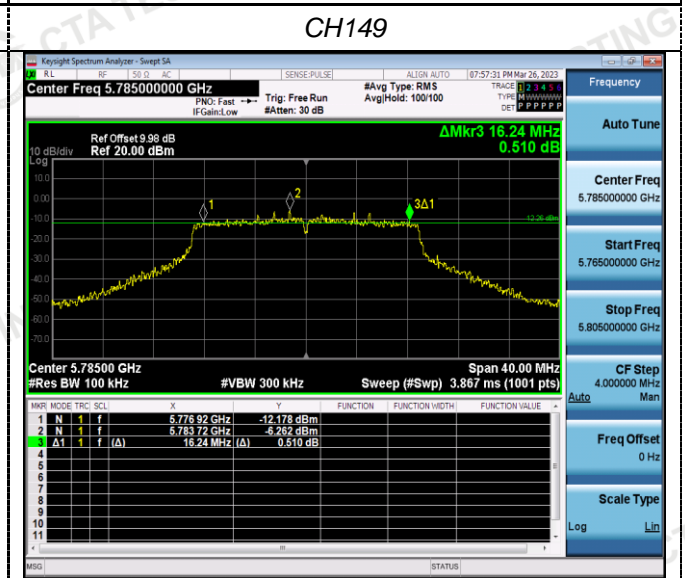 CH149
Keysight Spectrum Analyzer - Swept SA
RL RF 50 Ω AC SENSE:PULSE ALIGN AUTO 07:57:31 PM Mar 26, 2023
Center Freq 5.785000000 GHz #Avg Type: RMS TRACE 1 2 3 4 5 6
PNO: Fast Trig: Free Run Avg|Hold: 100/100 TYPE M WWWWW
IFGain:Low #Atten: 30 dB DET P P P P P P
Ref Offset 9.98 dB ΔMkr3 16.24 MHz
10 dB/div Ref 20.00 dBm 0.510 dB
Log
10.0
0.00
-10.0
-20.0
-30.0
-40.0
-50.0
-60.0
-70.0
1
2
3Δ1
-12.26 dBm
Center 5.78500 GHz Span 40.00 MHz
#Res BW 100 kHz #VBW 300 kHz Sweep (#Swp) 3.867 ms (1001 pts)
MKR MODE TRC SCL X Y FUNCTION FUNCTION WIDTH FUNCTION VALUE
1 N 1 f 5.776 92 GHz -12.178 dBm
2 N 1 f 5.783 72 GHz -6.262 dBm
3 Δ1 1 f (Δ) 16.24 MHz (Δ) 0.510 dB
4
5
6
7
8
9
10
11
MSG STATUS
Frequency
Auto Tune
Center Freq
5.785000000 GHz
Start Freq
5.765000000 GHz
Stop Freq
5.805000000 GHz
CF Step
4.000000 MHz
Auto Man
Freq Offset
0 Hz
Scale Type
Log Lin